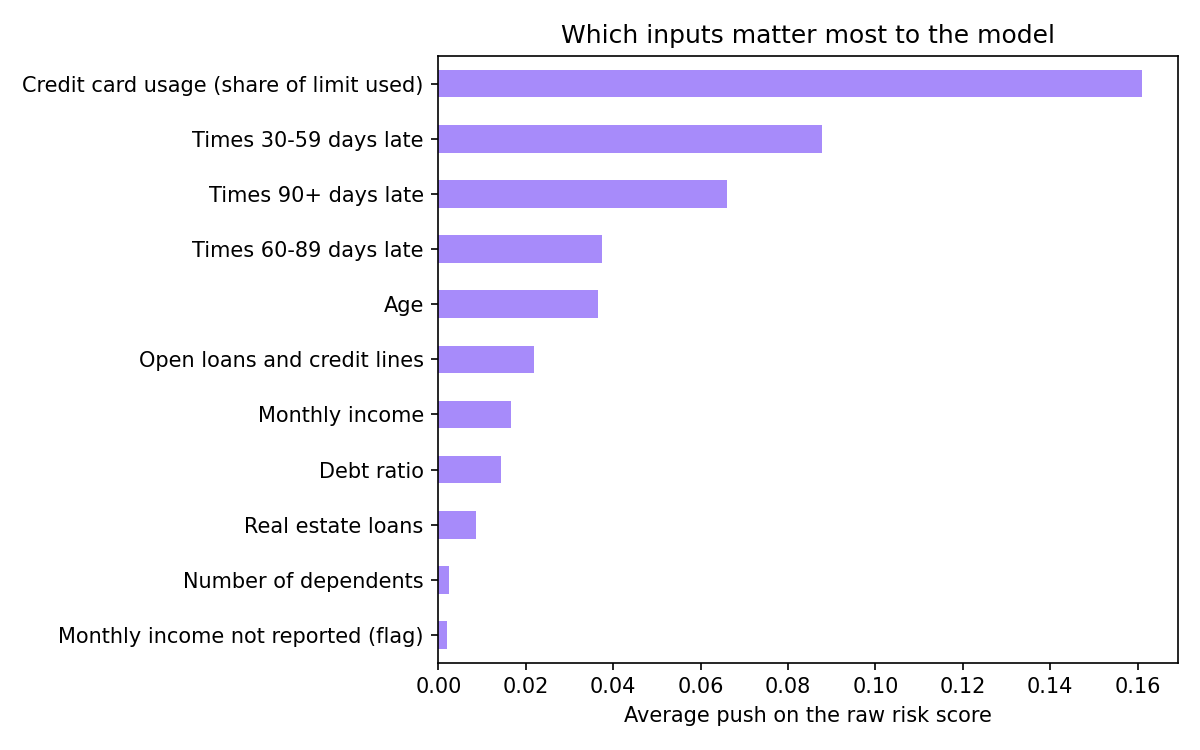 Which inputs matter most to the model
Credit card usage (share of limit used)
Times 30-59 days late
Times 90+ days late
Times 60-89 days late
Age
Open loans and credit lines
Monthly income
Debt ratio
Real estate loans
Number of dependents
Monthly income not reported (flag)
0.00 0.02 0.04 0.06 0.08 0.10 0.12 0.14 0.16
Average push on the raw risk score